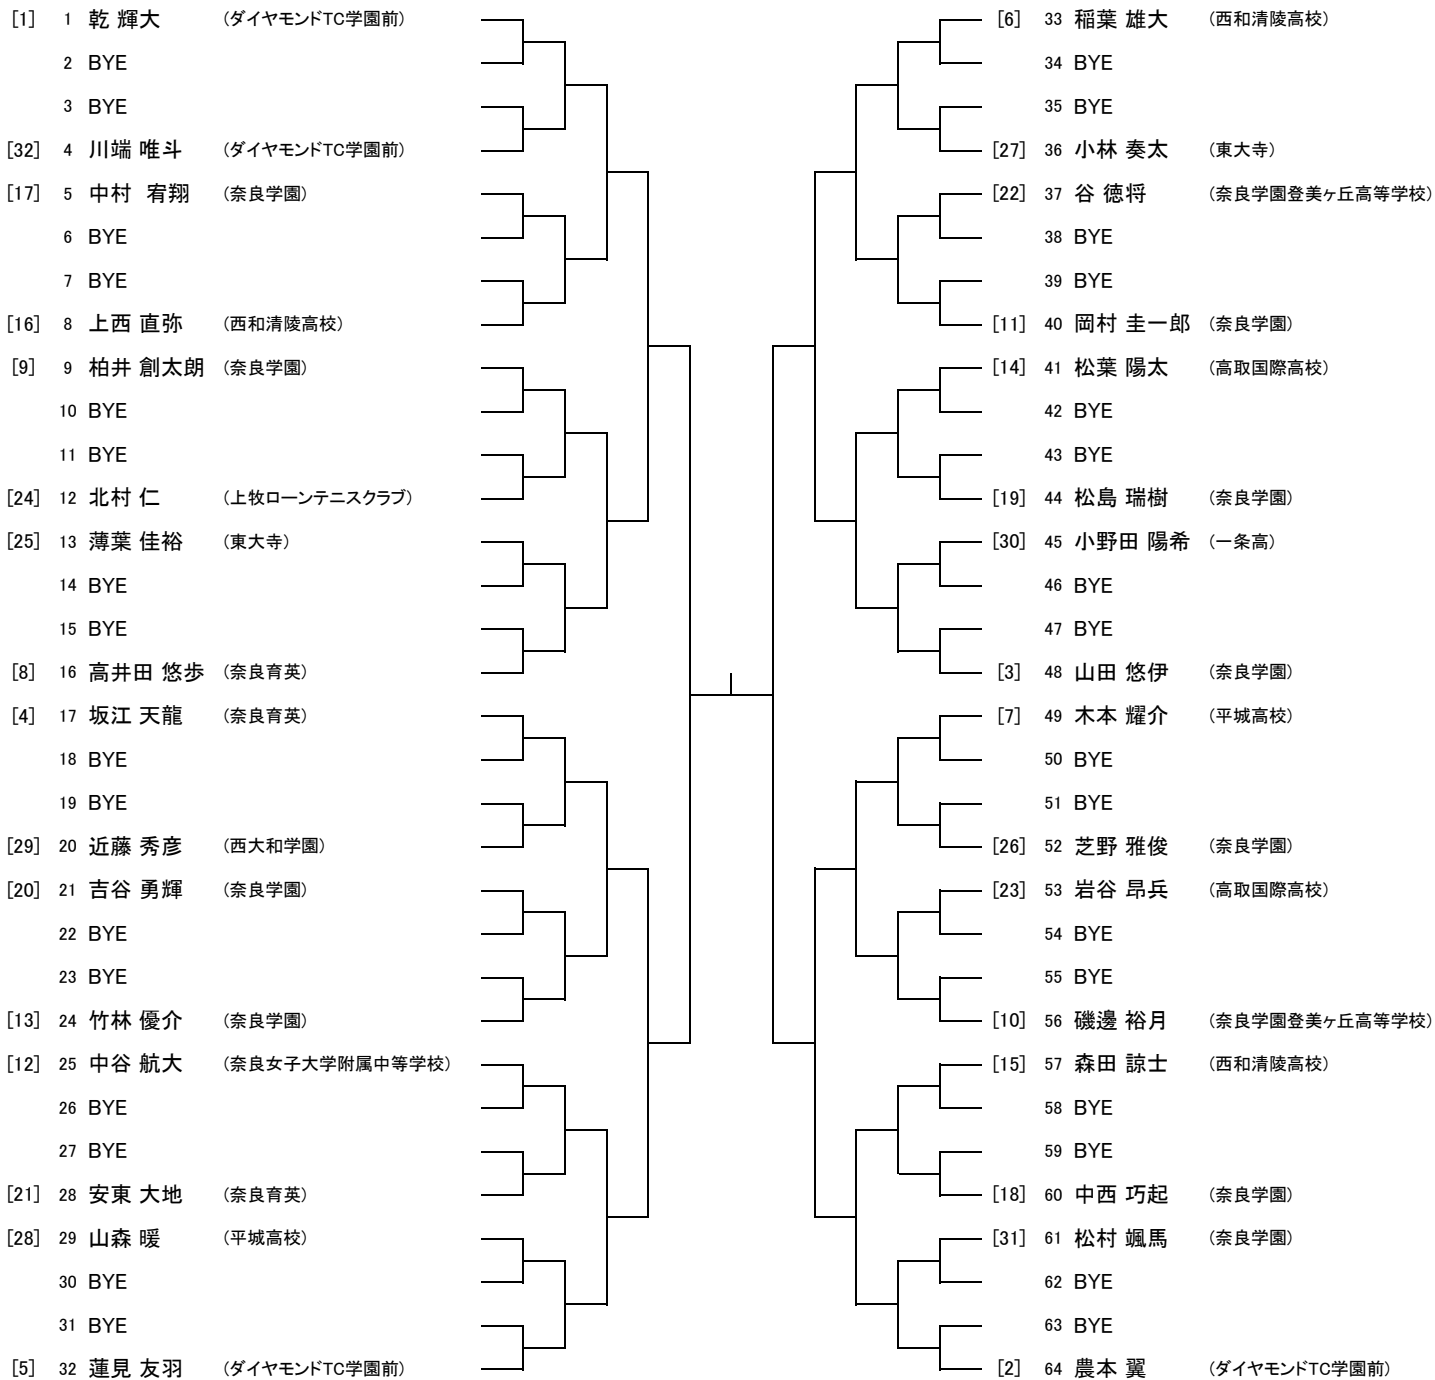 [1] 1 乾 輝大 (ダイヤモンドTC学園前)
2 BYE
3 BYE
[32] 4 川端 唯斗 (ダイヤモンドTC学園前)
[17] 5 中村 宥翔 (奈良学園)
6 BYE
7 BYE
[16] 8 上西 直弥 (西和清陵高校)
[9] 9 柏井 創太朗 (奈良学園)
10 BYE
11 BYE
[24] 12 北村 仁 (上牧ローンテニスクラブ)
[25] 13 薄葉 佳裕 (東大寺)
14 BYE
15 BYE
[8] 16 高井田 悠歩 (奈良育英)
[4] 17 坂江 天龍 (奈良育英)
18 BYE
19 BYE
[29] 20 近藤 秀彦 (西大和学園)
[20] 21 吉谷 勇輝 (奈良学園)
22 BYE
23 BYE
[13] 24 竹林 優介 (奈良学園)
[12] 25 中谷 航大 (奈良女子大学附属中等学校)
26 BYE
27 BYE
[21] 28 安東 大地 (奈良育英)
[28] 29 山森 暖 (平城高校)
30 BYE
31 BYE
[5] 32 蓮見 友羽 (ダイヤモンドTC学園前)
[6] 33 稲葉 雄大 (西和清陵高校)
34 BYE
35 BYE
[27] 36 小林 奏太 (東大寺)
[22] 37 谷 徳将 (奈良学園登美ヶ丘高等学校)
38 BYE
39 BYE
[11] 40 岡村 圭一郎 (奈良学園)
[14] 41 松葉 陽太 (高取国際高校)
42 BYE
43 BYE
[19] 44 松島 瑞樹 (奈良学園)
[30] 45 小野田 陽希 (一条高)
46 BYE
47 BYE
[3] 48 山田 悠伊 (奈良学園)
[7] 49 木本 耀介 (平城高校)
50 BYE
51 BYE
[26] 52 芝野 雅俊 (奈良学園)
[23] 53 岩谷 昂兵 (高取国際高校)
54 BYE
55 BYE
[10] 56 磯邊 裕月 (奈良学園登美ヶ丘高等学校)
[15] 57 森田 諒士 (西和清陵高校)
58 BYE
59 BYE
[18] 60 中西 巧起 (奈良学園)
[31] 61 松村 颯馬 (奈良学園)
62 BYE
63 BYE
[2] 64 農本 翼 (ダイヤモンドTC学園前)